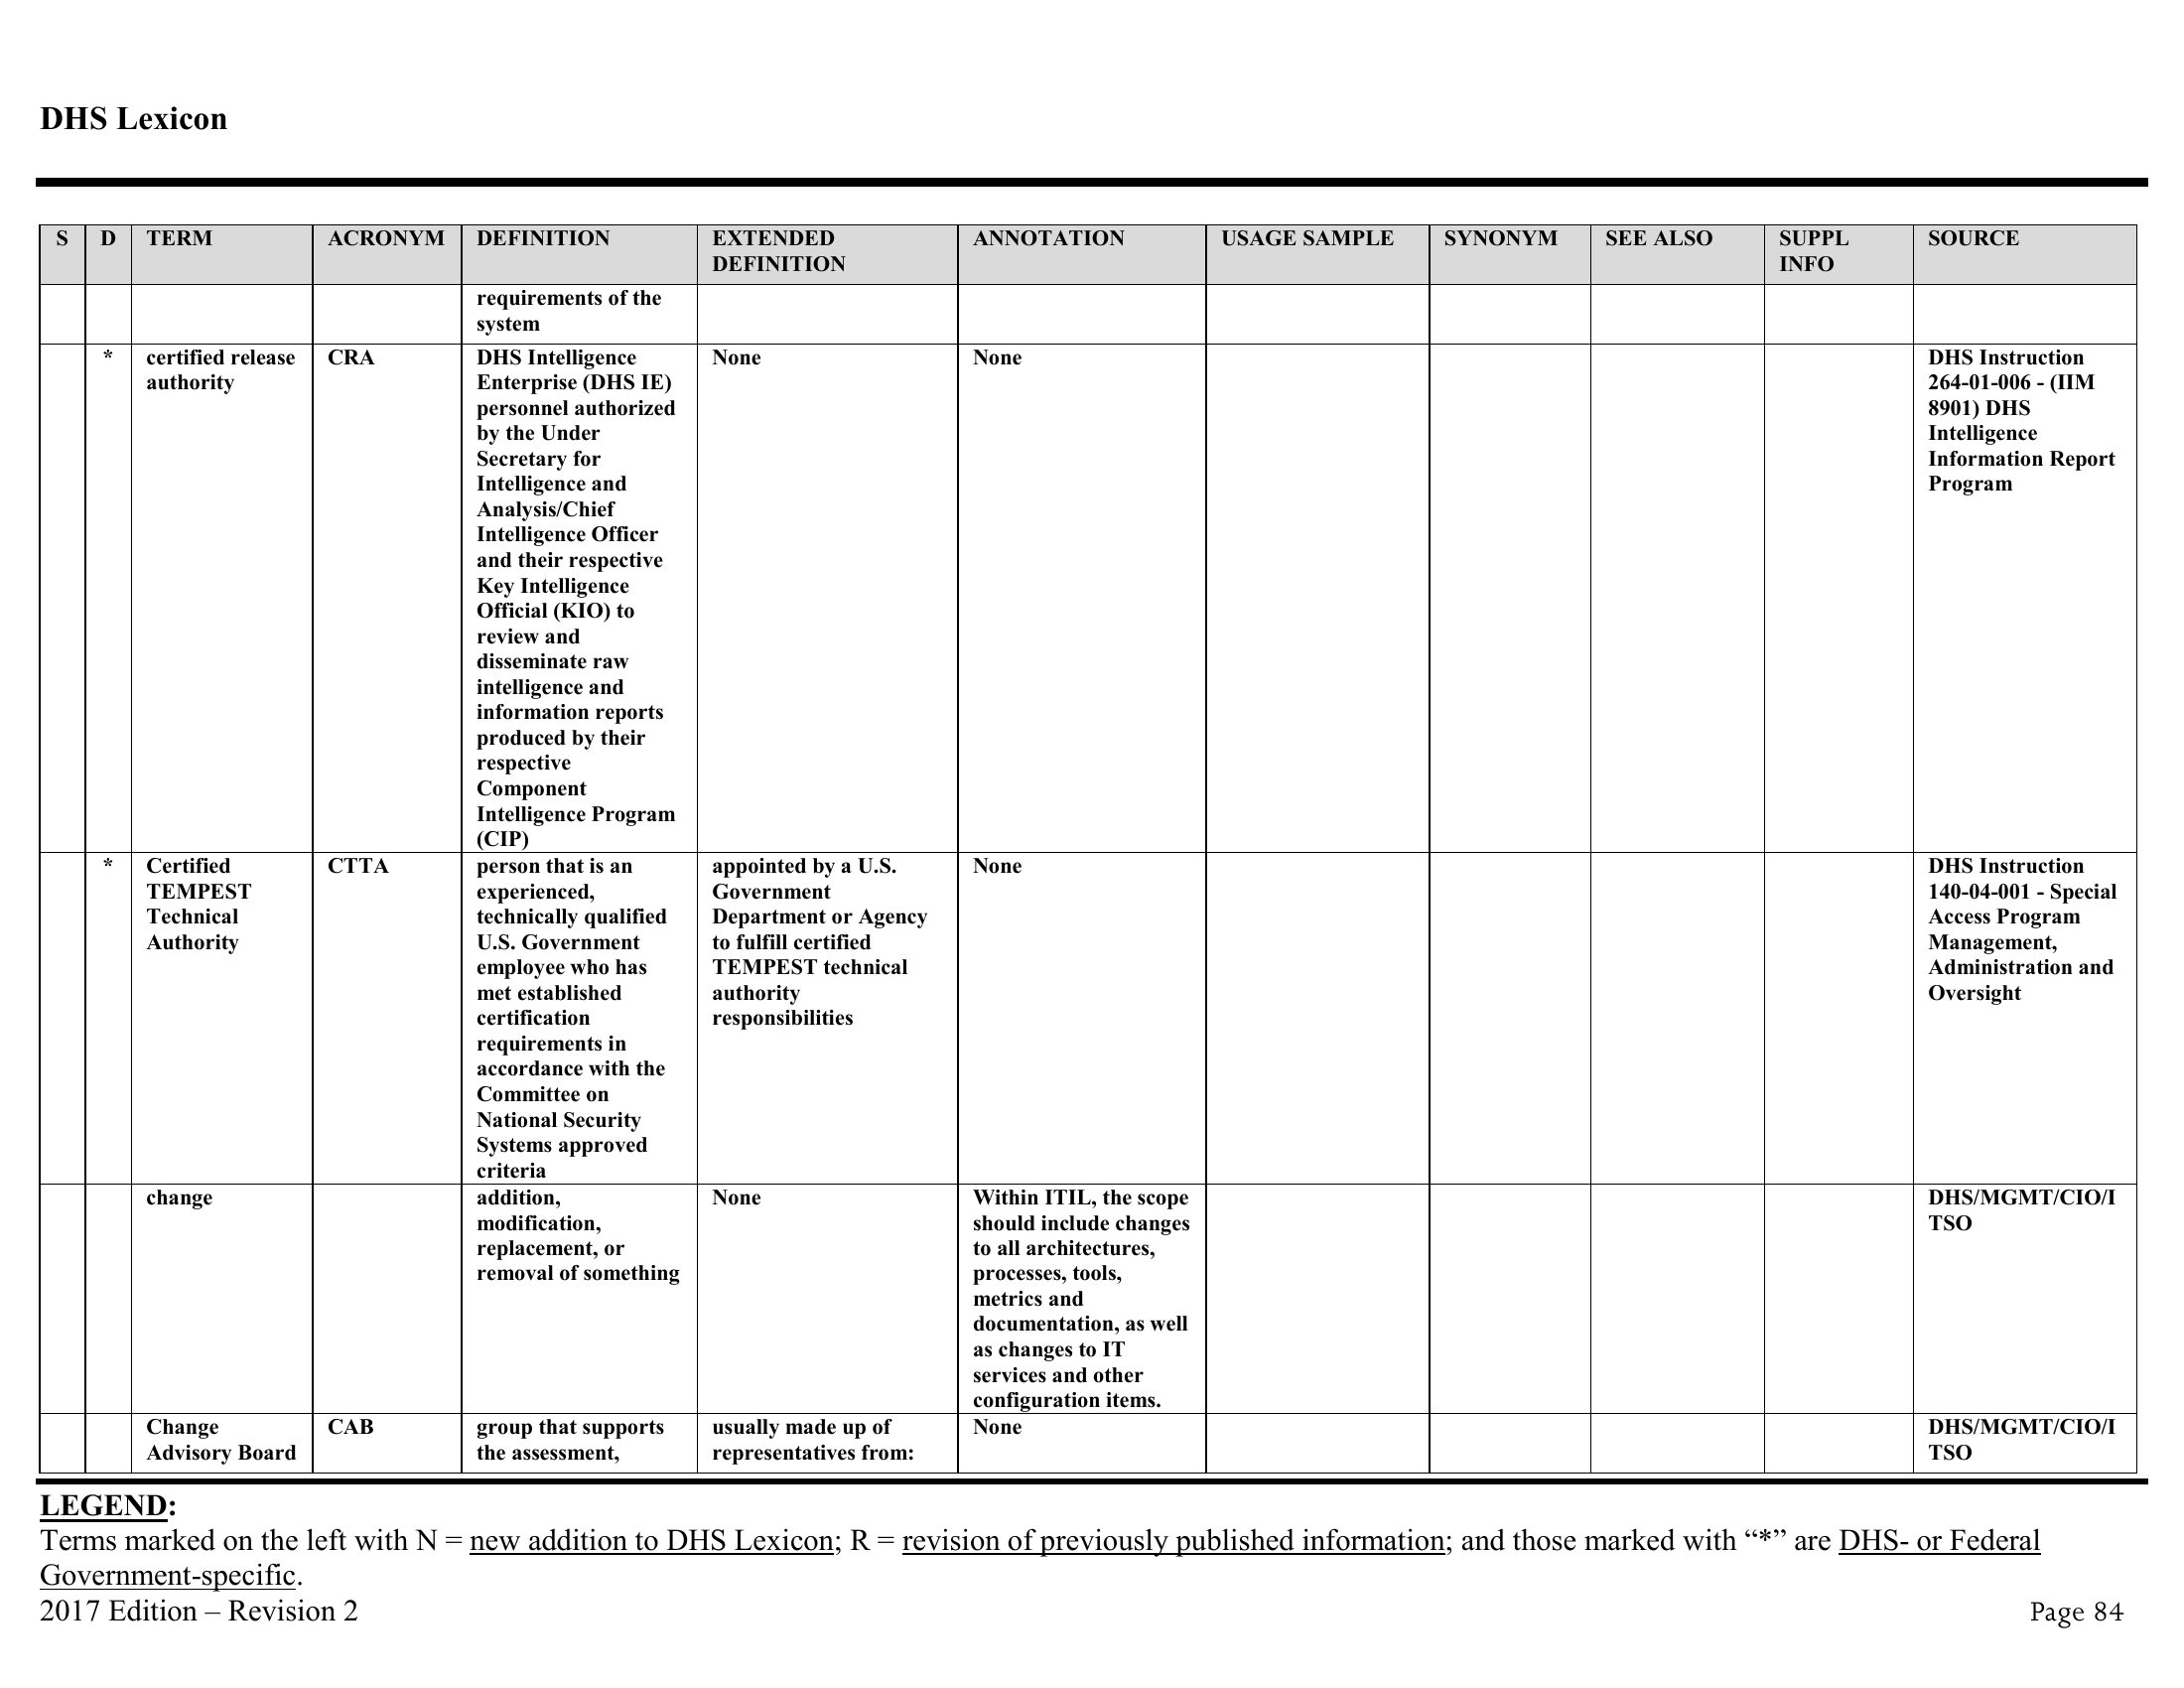 DHS Lexicon
S D TERM ACRONYM DEFINITION EXTENDED DEFINITION ANNOTATION USAGE SAMPLE SYNONYM SEE ALSO SUPPL INFO SOURCE
requirements of the
system
*
certified release
authority
CRA
DHS Intelligence
Enterprise (DHS IE)
personnel authorized
by the Under
Secretary for
Intelligence and
Analysis/Chief
Intelligence Officer
and their respective
Key Intelligence
Official (KIO) to
review and
disseminate raw
intelligence and
information reports
produced by their
respective
Component
Intelligence Program
(CIP)
None
None
DHS Instruction
264-01-006 - (IIM
8901) DHS
Intelligence
Information Report
Program
*
Certified
TEMPEST
Technical
Authority
CTTA
person that is an
experienced,
technically qualified
U.S. Government
employee who has
met established
certification
requirements in
accordance with the
Committee on
National Security
Systems approved
criteria
appointed by a U.S.
Government
Department or Agency
to fulfill certified
TEMPEST technical
authority
responsibilities
None
DHS Instruction
140-04-001 - Special
Access Program
Management,
Administration and
Oversight
change
addition,
modification,
replacement, or
removal of something
None
Within ITIL, the scope
should include changes
to all architectures,
processes, tools,
metrics and
documentation, as well
as changes to IT
services and other
configuration items.
DHS/MGMT/CIO/I
TSO
Change
Advisory Board
CAB
group that supports
the assessment,
usually made up of
representatives from:
None
DHS/MGMT/CIO/I
TSO
LEGEND:
Terms marked on the left with N = new addition to DHS Lexicon; R = revision of previously published information; and those marked with “*” are DHS- or Federal
Government-specific.
2017 Edition – Revision 2
Page 84